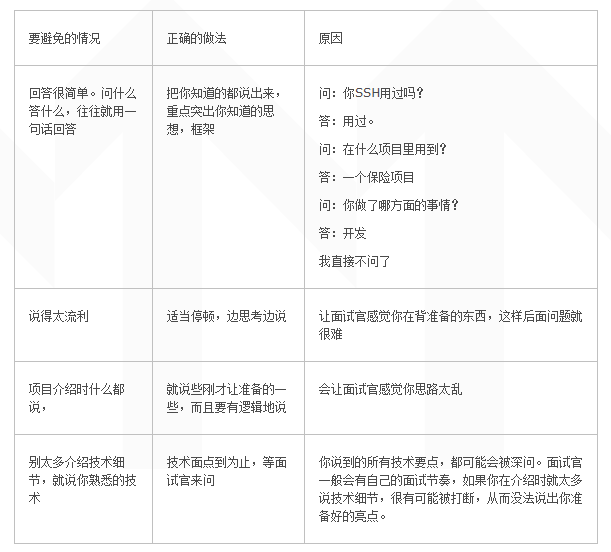 要避免的情况
正确的做法
原因
回答很简单。问什么
答什么，往往就用一
句话回答
把你知道的都说出来，
重点突出你知道的思
想，框架
问：你SSH用过吗？
答：用过。
问：在什么项目里用到？
答：一个保险项目
问：你做了哪方面的事情？
答：开发
我直接不问了
说得太流利
适当停顿，边思考边说
让面试官感觉你在背准备的东西，这样后面问题就
很难
项目介绍时什么都
说，
就说些刚才让准备的一
些，而且要有逻辑地说
会让面试官感觉你思路太乱
别太多介绍技术细
节，就说你熟悉的技
术
技术面点到为止，等面
试官来问
你说到的所有技术要点，都可能会被深问。面试官
一般会有自己的面试节奏，如果你在介绍时就太多
说技术细节，很有可能被打断，从而没法说出你准
备好的亮点。